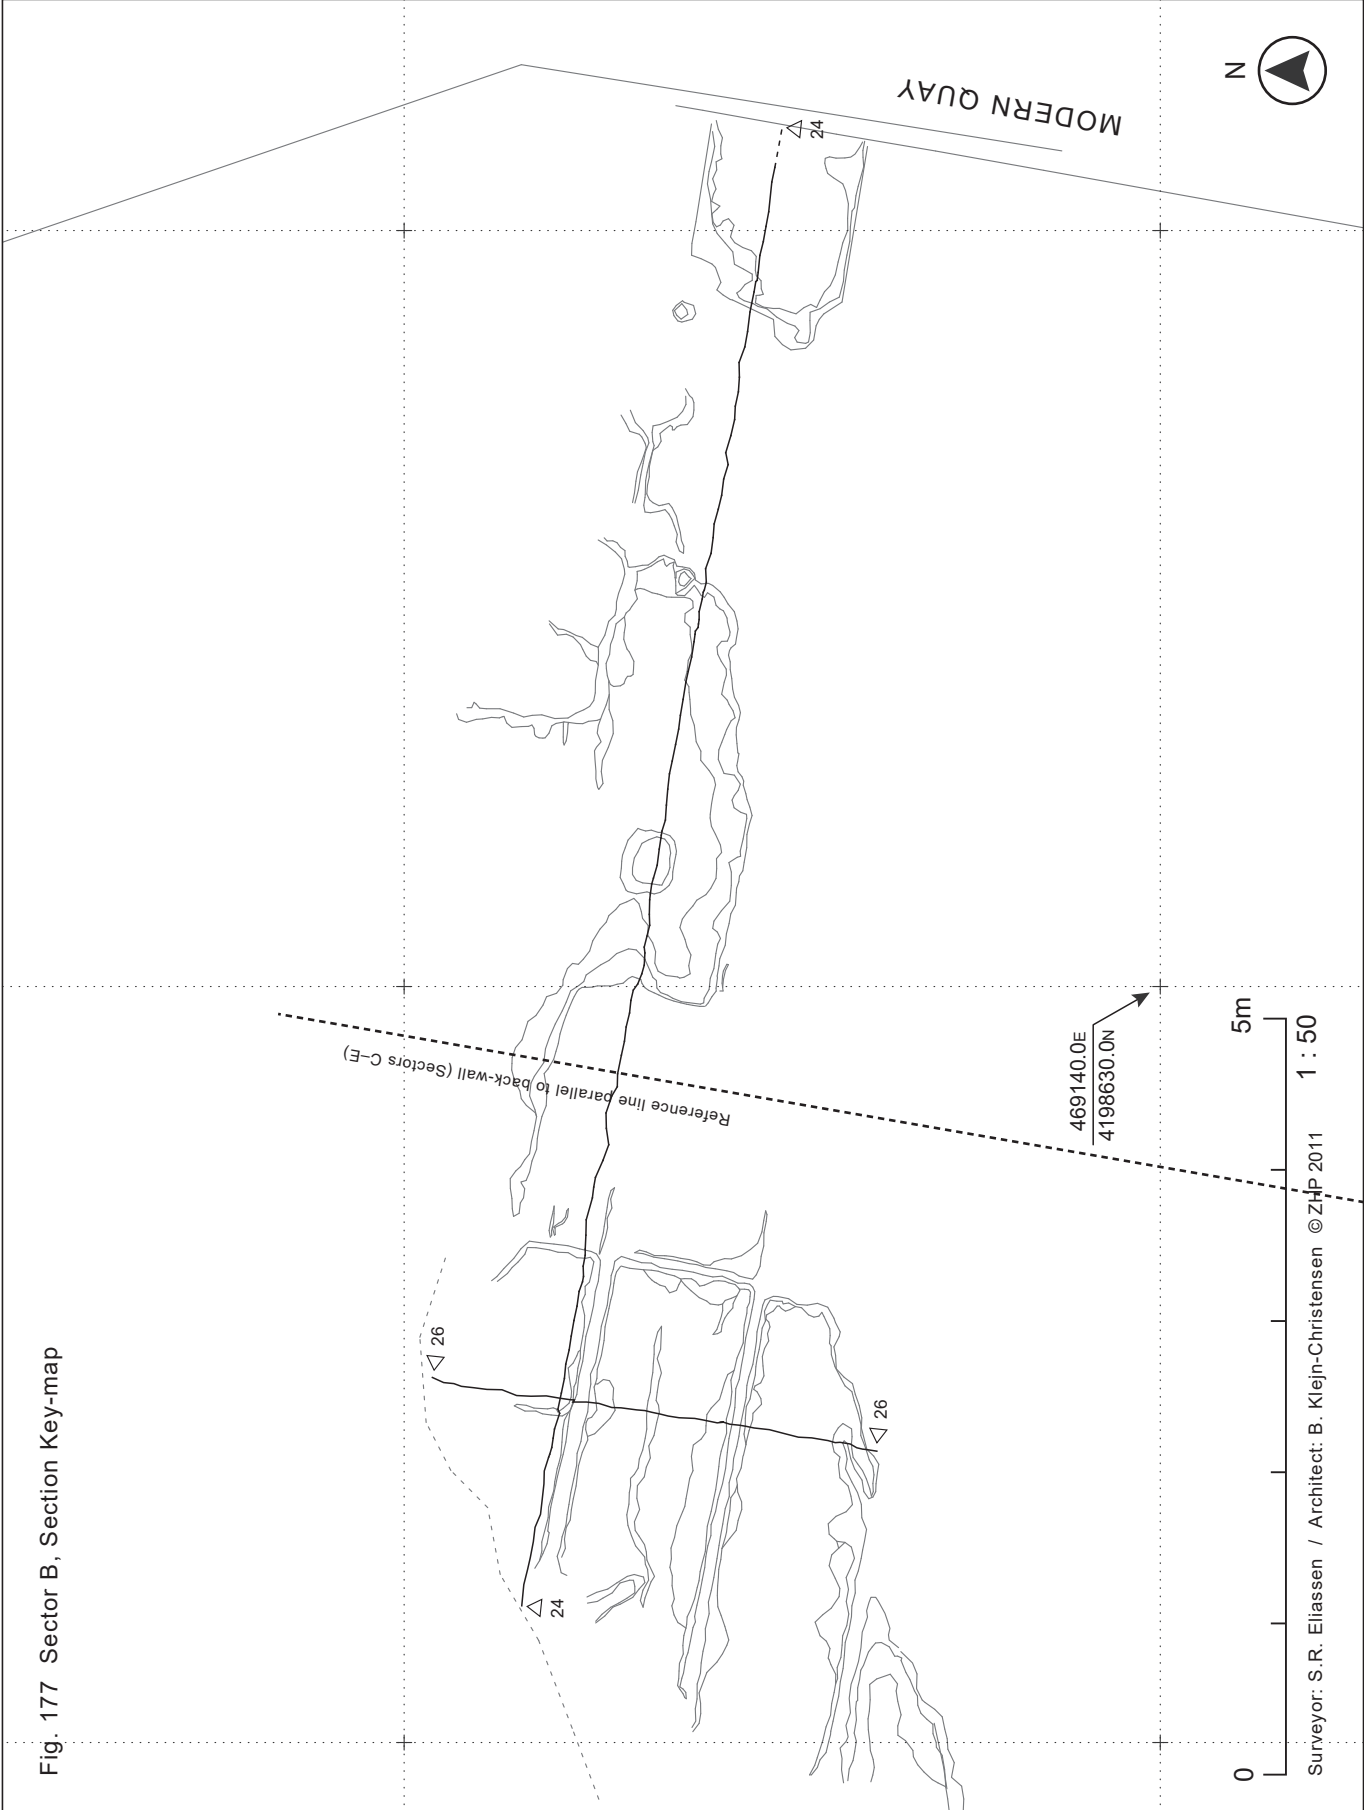 Fig. 177 Sector B, Section Key-map
N
MODERN QUAY
24
26
26
24
Reference line parallel to back-wall (Sectors C–E)
469140.0E
4198630.0N
0
5m
1 : 50
Surveyor: S.R. Eliassen / Architect: B. Klejn-Christensen © ZHP 2011